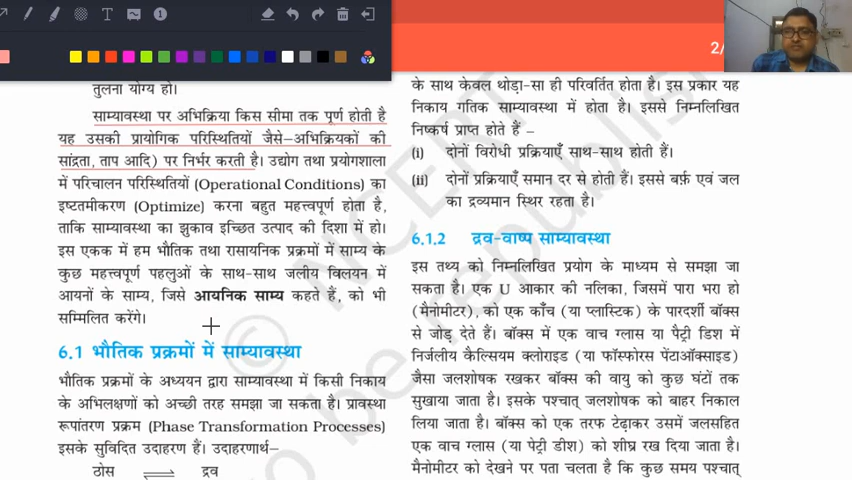 2/
तुलना योग्य हो।
साम्यावस्था पर अभिक्रिया किस सीमा तक पूर्ण होती है
यह उसकी प्रायोगिक परिस्थितियों जैसे–अभिक्रियकों की
सांद्रता, ताप आदि) पर निर्भर करती है। उद्योग तथा प्रयोगशाला
में परिचालन परिस्थितियों (Operational Conditions) का
इष्टतमीकरण (Optimize) करना बहुत महत्त्वपूर्ण होता है,
ताकि साम्यावस्था का झुकाव इच्छित उत्पाद की दिशा में हो।
इस एकक में हम भौतिक तथा रासायनिक प्रक्रमों में साम्य के
कुछ महत्त्वपूर्ण पहलुओं के साथ-साथ जलीय विलयन में
आयनों के साम्य, जिसे आयनिक साम्य कहते हैं, को भी
सम्मिलित करेंगे।
6.1 भौतिक प्रक्रमों में साम्यावस्था
भौतिक प्रक्रमों के अध्ययन द्वारा साम्यावस्था में किसी निकाय
के अभिलक्षणों को अच्छी तरह समझा जा सकता है। प्रावस्था
रूपांतरण प्रक्रम (Phase Transformation Processes)
इसके सुविदित उदाहरण हैं। उदाहरणार्थ–
ठोस ⇌ द्रव
के साथ केवल थोड़ा-सा ही परिवर्तित होता है। इस प्रकार यह
निकाय गतिक साम्यावस्था में होता है। इससे निम्नलिखित
निष्कर्ष प्राप्त होते हैं –
(i) दोनों विरोधी प्रक्रियाएँ साथ-साथ होती हैं।
(ii) दोनों प्रक्रियाएँ समान दर से होती हैं। इससे बर्फ़ एवं जल
का द्रव्यमान स्थिर रहता है।
6.1.2 द्रव-वाष्प साम्यावस्था
इस तथ्य को निम्नलिखित प्रयोग के माध्यम से समझा जा
सकता है। एक U आकार की नलिका, जिसमें पारा भरा हो
(मैनोमीटर), को एक काँच (या प्लास्टिक) के पारदर्शी बॉक्स
से जोड़ देते हैं। बॉक्स में एक वाच ग्लास या पैट्री डिश में
निर्जलीय कैल्सियम क्लोराइड (या फॉस्फोरस पेंटाऑक्साइड)
जैसा जलशोषक रखकर बॉक्स की वायु को कुछ घंटों तक
सुखाया जाता है। इसके पश्चात् जलशोषक को बाहर निकाल
लिया जाता है। बॉक्स को एक तरफ टेढ़ाकर उसमें जलसहित
एक वाच ग्लास (या पेट्री डीश) को शीघ्र रख दिया जाता है।
मैनोमीटर को देखने पर पता चलता है कि कुछ समय पश्चात्
© NCERT
be republis